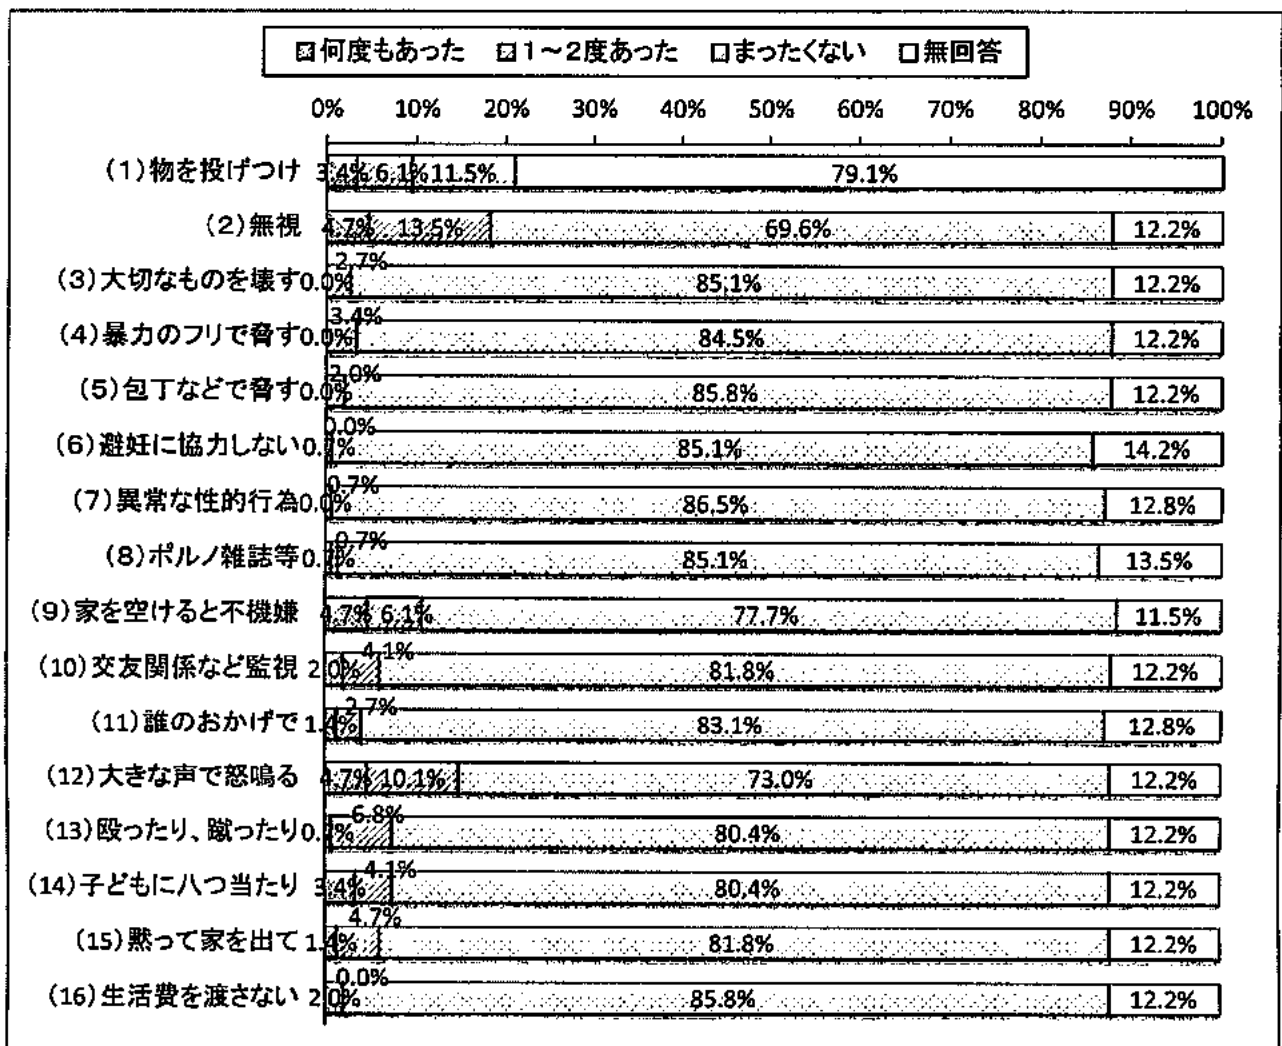 何度もあった 1～2度あった まったくない 無回答
0% 10% 20% 30% 40% 50% 60% 70% 80% 90% 100%
(1)物を投げつけ 3.4% 6.1% 11.5% 79.1%
(2)無視 4.7% 13.5% 69.6% 12.2%
(3)大切なものを壊す 0.0% 2.7% 85.1% 12.2%
(4)暴力のフリで脅す 0.0% 3.4% 84.5% 12.2%
(5)包丁などで脅す 0.0% 2.0% 85.8% 12.2%
(6)避妊に協力しない 0.7% 0.0% 85.1% 14.2%
(7)異常な性的行為 0.0% 0.7% 86.5% 12.8%
(8)ポルノ雑誌等 0.7% 0.7% 85.1% 13.5%
(9)家を空けると不機嫌 4.7% 6.1% 77.7% 11.5%
(10)交友関係など監視 2.0% 4.1% 81.8% 12.2%
(11)誰のおかげで 1.4% 2.7% 83.1% 12.8%
(12)大きな声で怒鳴る 4.7% 10.1% 73.0% 12.2%
(13)殴ったり、蹴ったり 0.7% 6.8% 80.4% 12.2%
(14)子どもに八つ当たり 3.4% 4.1% 80.4% 12.2%
(15)黙って家を出て 1.4% 4.7% 81.8% 12.2%
(16)生活費を渡さない 2.0% 0.0% 85.8% 12.2%